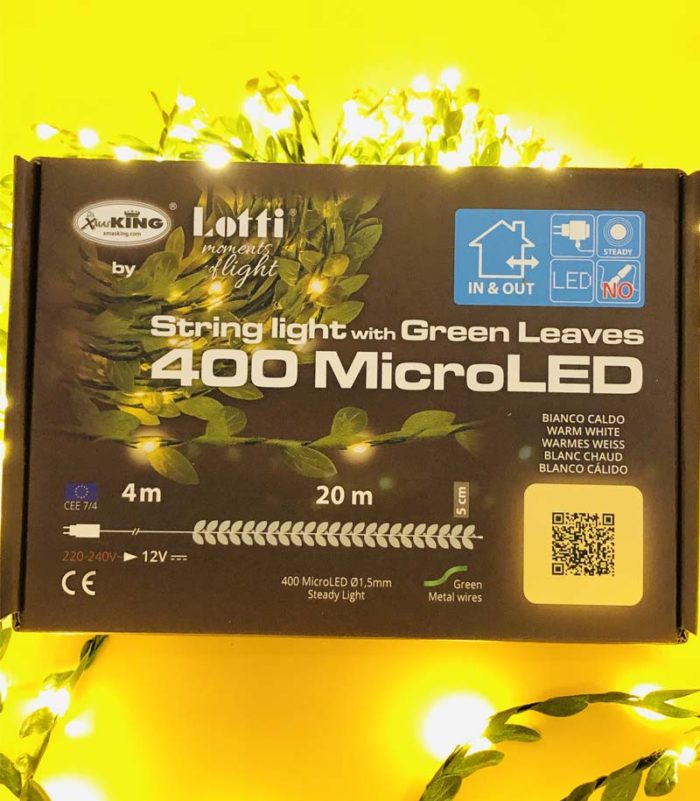 XmasKING ®
xmasking.com
by
Lotti ®
moments
of light
IN & OUT
STEADY
LED
NO
String light with Green Leaves
400 MicroLED
BIANCO CALDO
WARM WHITE
WARMES WEISS
BLANC CHAUD
BLANCO CÁLIDO
CEE 7/4
4m
20 m
5 cm
220-240V~ ► 12V ⎓
CE
400 MicroLED Ø1,5mm
Steady Light
Green
Metal wires